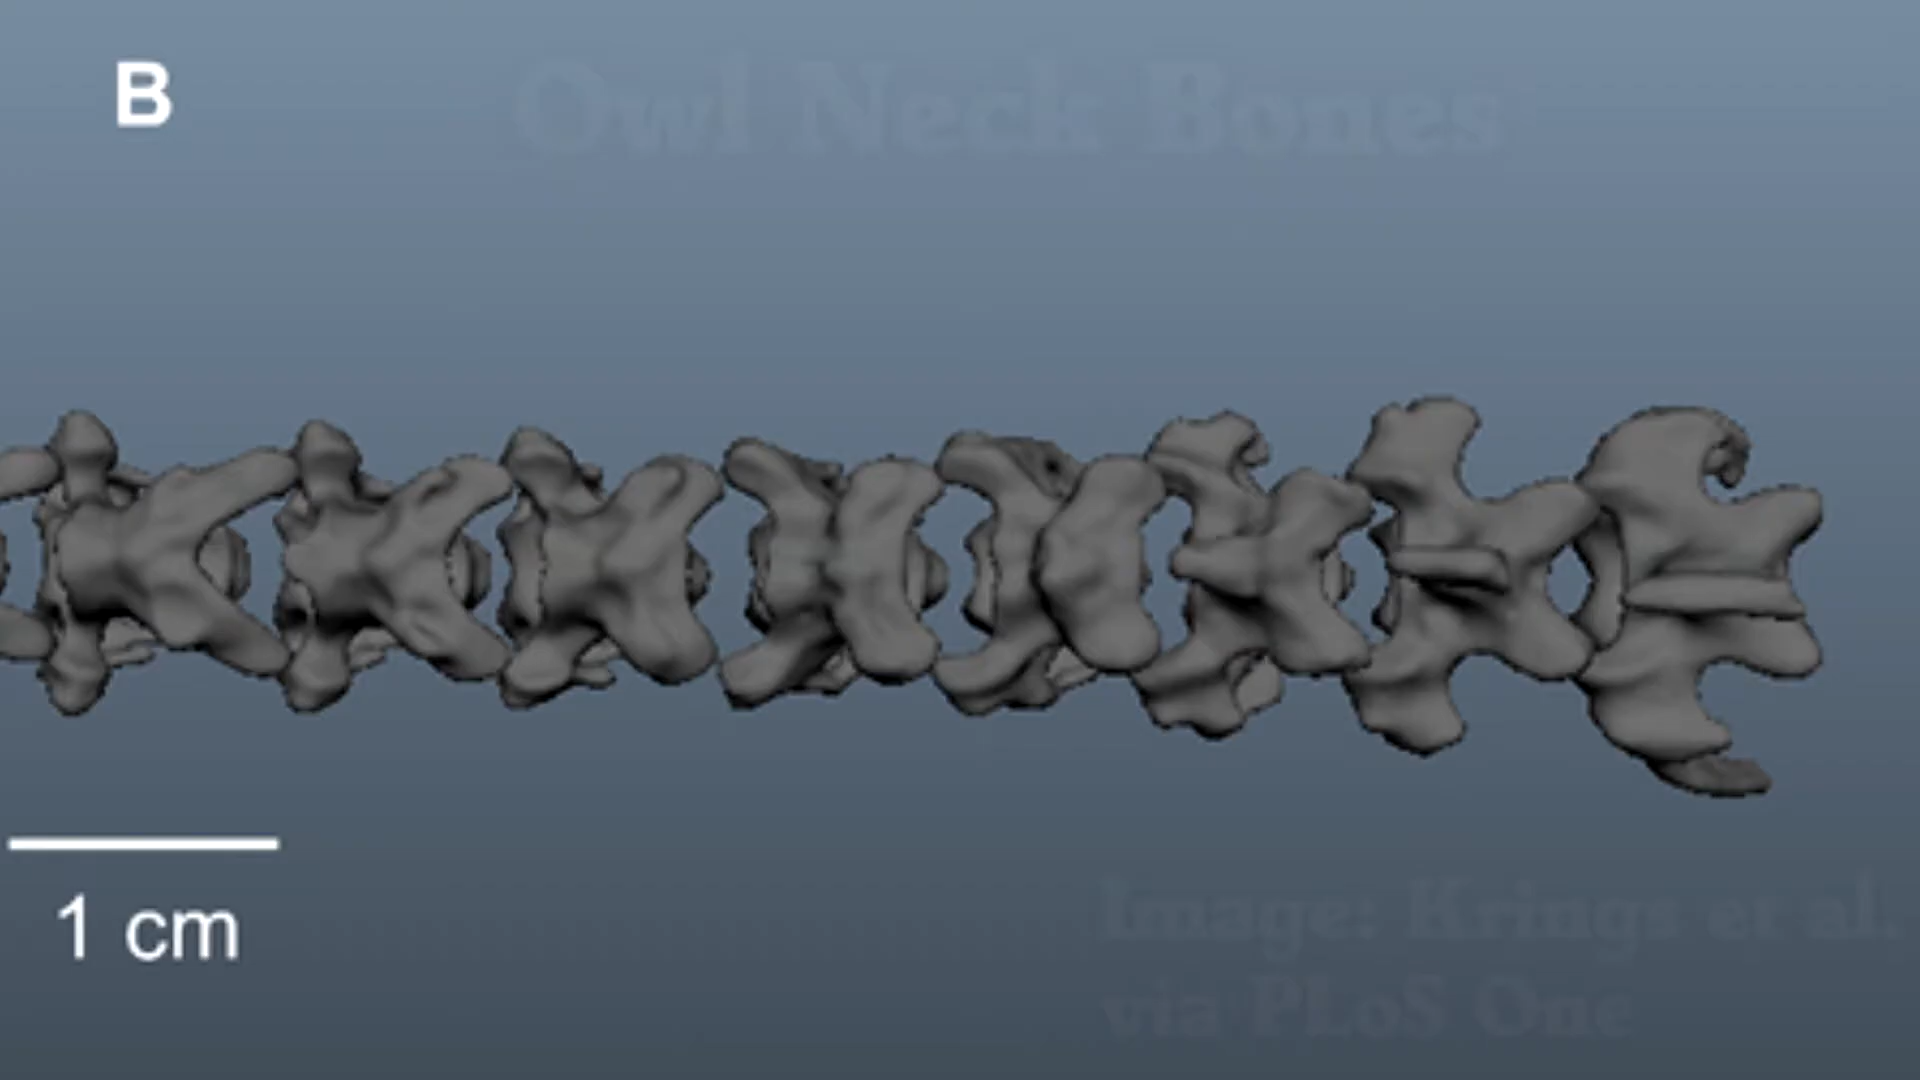 B
Owl Neck Bones
1 cm
Image: Krings et al.
via PLoS One